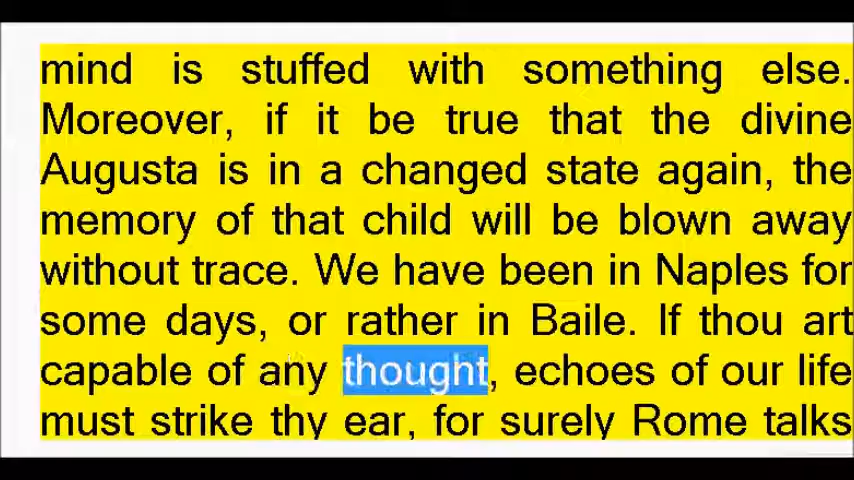 mind is stuffed with something else.
Moreover, if it be true that the divine
Augusta is in a changed state again, the
memory of that child will be blown away
without trace. We have been in Naples for
some days, or rather in Baile. If thou art
capable of any thought, echoes of our life
must strike thy ear, for surely Rome talks